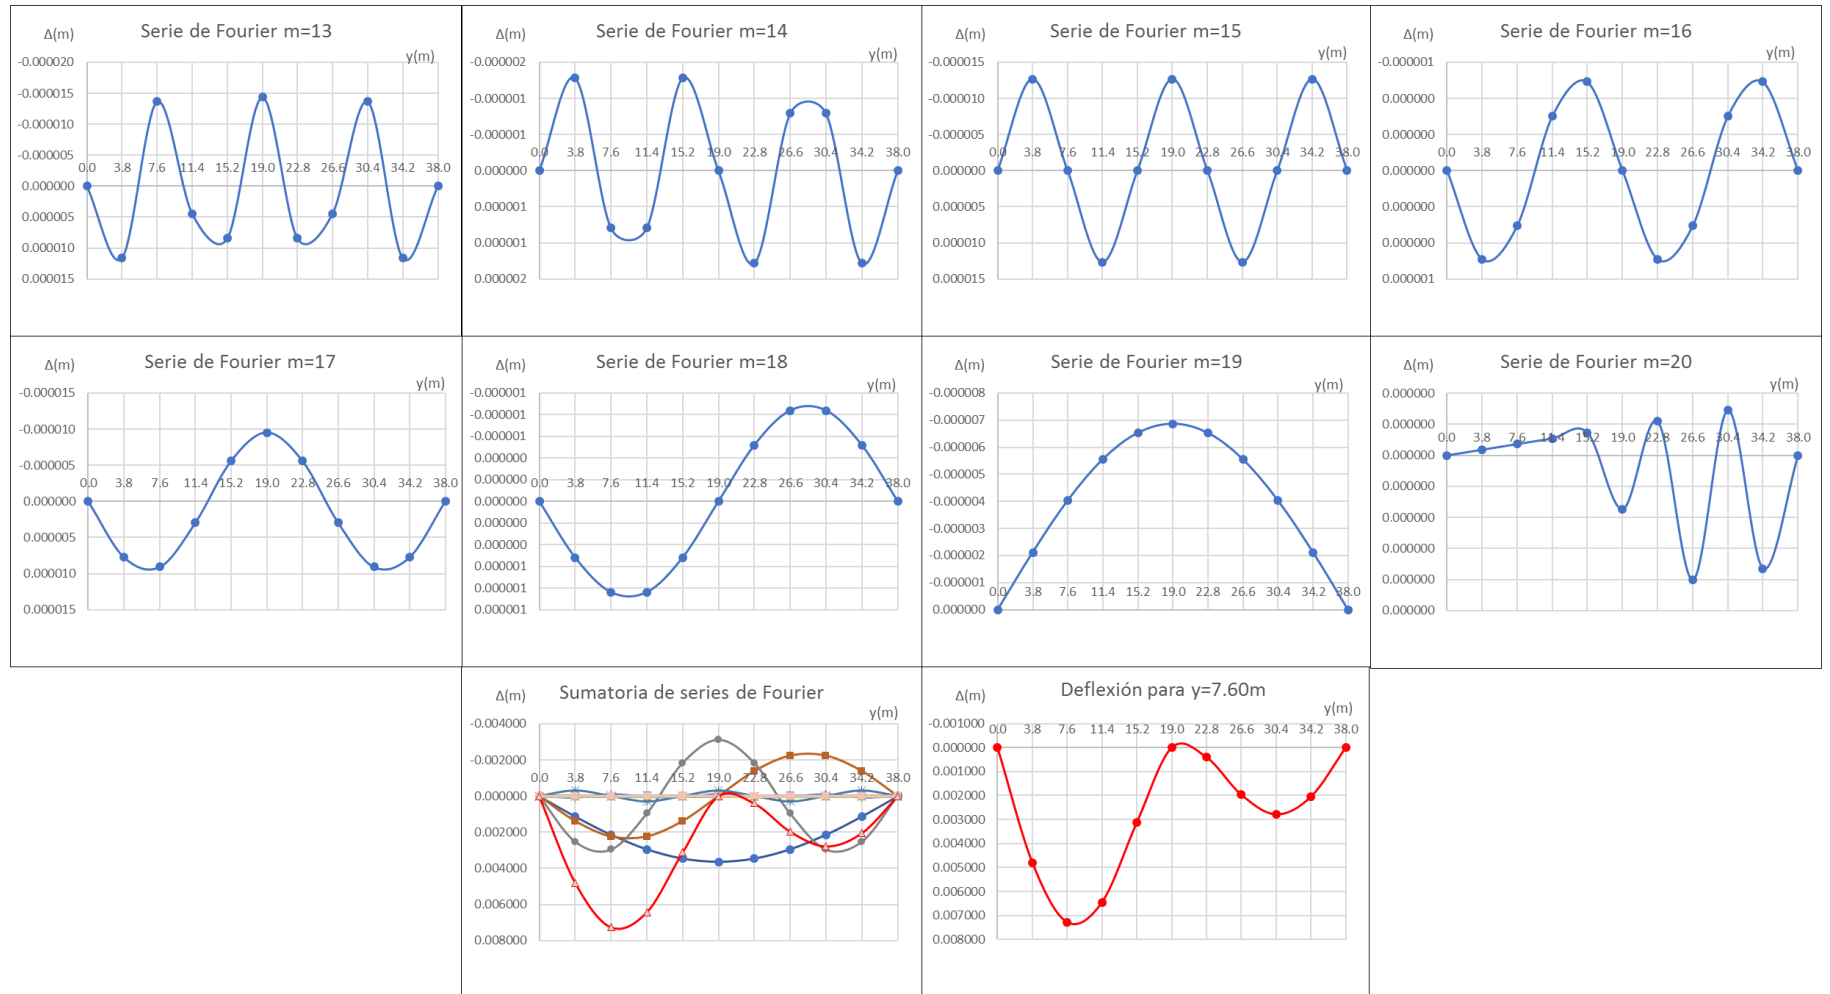 Serie de Fourier m=13
Δ(m)
y(m)
-0.000020
-0.000015
-0.000010
-0.000005
0.000000
0.000005
0.000010
0.000015
0.0 3.8 7.6 11.4 15.2 19.0 22.8 26.6 30.4 34.2 38.0
Serie de Fourier m=14
Δ(m)
y(m)
-0.000002
-0.000001
-0.000001
0.000000
0.000001
0.000001
0.000002
0.0 3.8 7.6 11.4 15.2 19.0 22.8 26.6 30.4 34.2 38.0
Serie de Fourier m=15
Δ(m)
y(m)
-0.000015
-0.000010
-0.000005
0.000000
0.000005
0.000010
0.000015
0.0 3.8 7.6 11.4 15.2 19.0 22.8 26.6 30.4 34.2 38.0
Serie de Fourier m=16
Δ(m)
y(m)
-0.000001
0.000000
0.000000
0.000000
0.000000
0.000000
0.000001
0.0 3.8 7.6 11.4 15.2 19.0 22.8 26.6 30.4 34.2 38.0
Serie de Fourier m=17
Δ(m)
y(m)
-0.000015
-0.000010
-0.000005
0.000000
0.000005
0.000010
0.000015
0.0 3.8 7.6 11.4 15.2 19.0 22.8 26.6 30.4 34.2 38.0
Serie de Fourier m=18
Δ(m)
y(m)
-0.000001
-0.000001
-0.000001
0.000000
0.000000
0.000000
0.000000
0.000000
0.000001
0.000001
0.000001
0.0 3.8 7.6 11.4 15.2 19.0 22.8 26.6 30.4 34.2 38.0
Serie de Fourier m=19
Δ(m)
y(m)
-0.000008
-0.000007
-0.000006
-0.000005
-0.000004
-0.000003
-0.000002
-0.000001
0.000000
0.0 3.8 7.6 11.4 15.2 19.0 22.8 26.6 30.4 34.2 38.0
Serie de Fourier m=20
Δ(m)
y(m)
0.000000
0.000000
0.000000
0.000000
0.000000
0.000000
0.000000
0.000000
0.0 3.8 7.6 11.4 15.2 19.0 22.8 26.6 30.4 34.2 38.0
Sumatoria de series de Fourier
Δ(m)
y(m)
-0.004000
-0.002000
0.000000
0.002000
0.004000
0.006000
0.008000
0.0 3.8 7.6 11.4 15.2 19.0 22.8 26.6 30.4 34.2 38.0
Deflexión para y=7.60m
Δ(m)
y(m)
-0.001000
0.000000
0.001000
0.002000
0.003000
0.004000
0.005000
0.006000
0.007000
0.008000
0.0 3.8 7.6 11.4 15.2 19.0 22.8 26.6 30.4 34.2 38.0